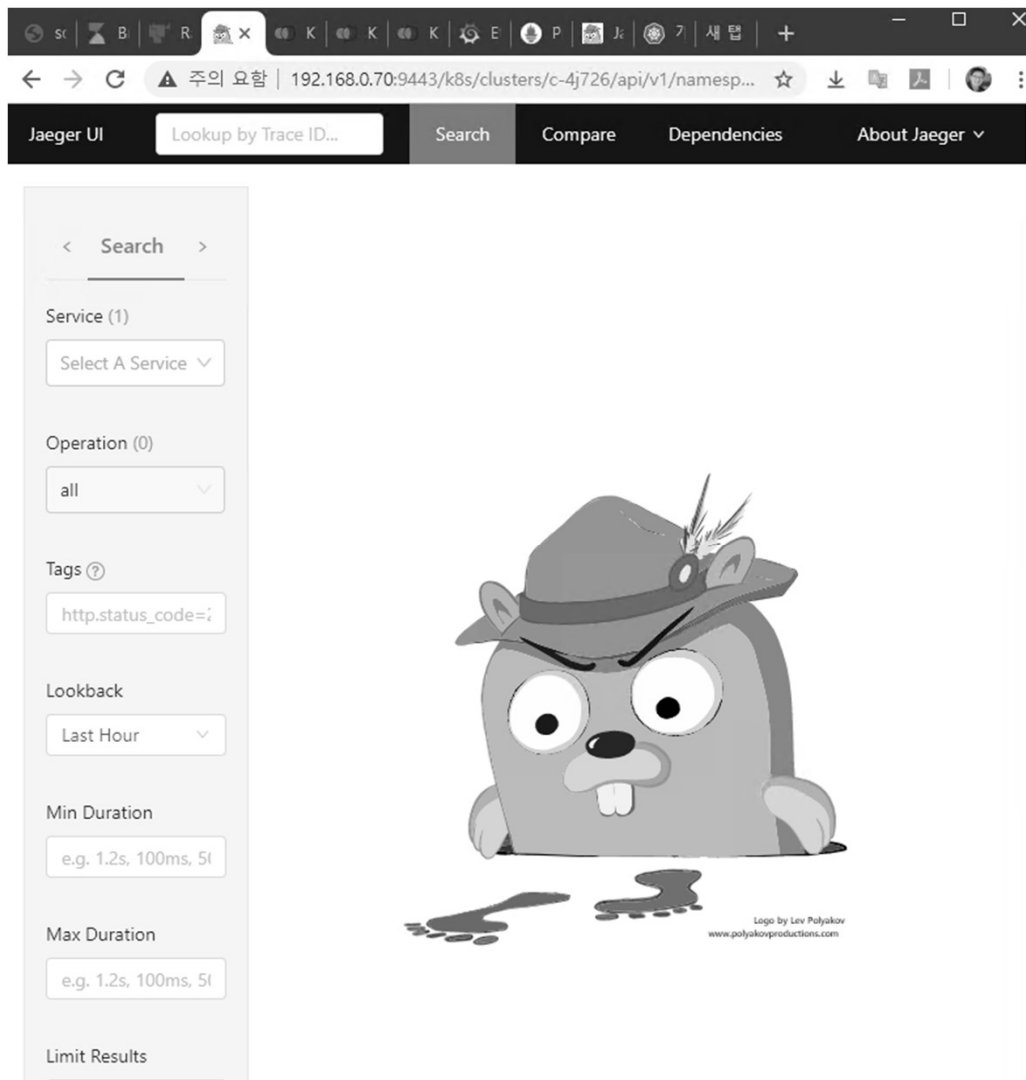 sc B R K K K E P Ja 기 새 탭
주의 요함 192.168.0.70:9443/k8s/clusters/c-4j726/api/v1/namesp...
Jaeger UI Lookup by Trace ID... Search Compare Dependencies About Jaeger
Search
Service (1)
Select A Service
Operation (0)
all
Tags
http.status_code=
Lookback
Last Hour
Min Duration
e.g. 1.2s, 100ms,
Max Duration
e.g. 1.2s, 100ms,
Logo by Lev Polyakov
www.polyakovproductions.com
Limit Results